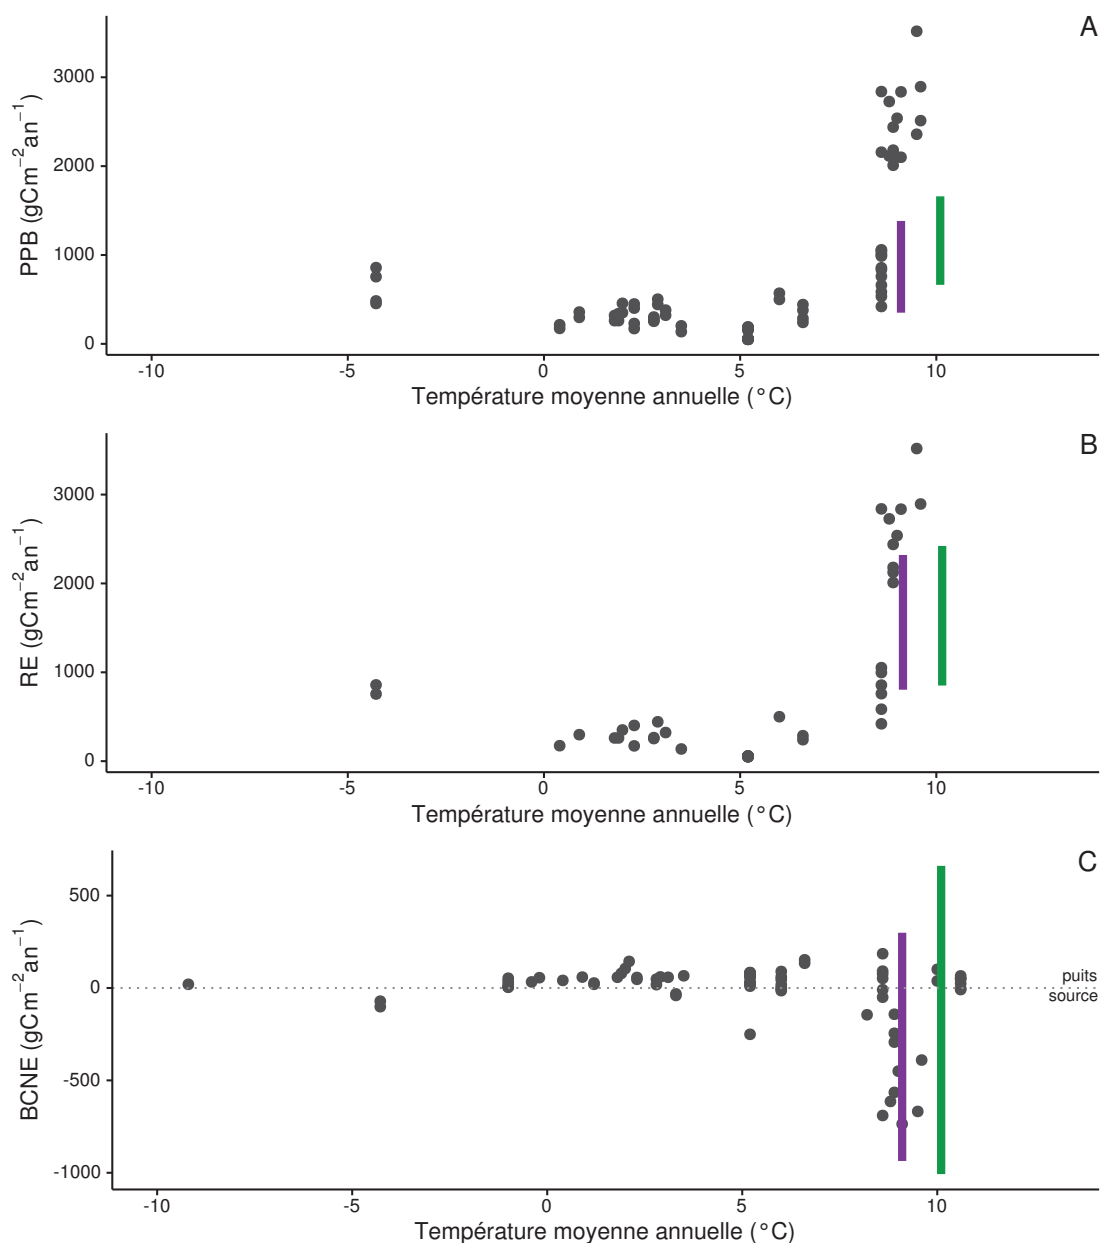 A
3000
2000
1000
0
PPB (gCm−2an−1)
-10 -5 0 5 10
Température moyenne annuelle (°C)
B
3000
2000
1000
0
RE (gCm−2an−1)
-10 -5 0 5 10
Température moyenne annuelle (°C)
C
500
0
-500
-1000
BCNE (gCm−2an−1)
puits
source
-10 -5 0 5 10
Température moyenne annuelle (°C)